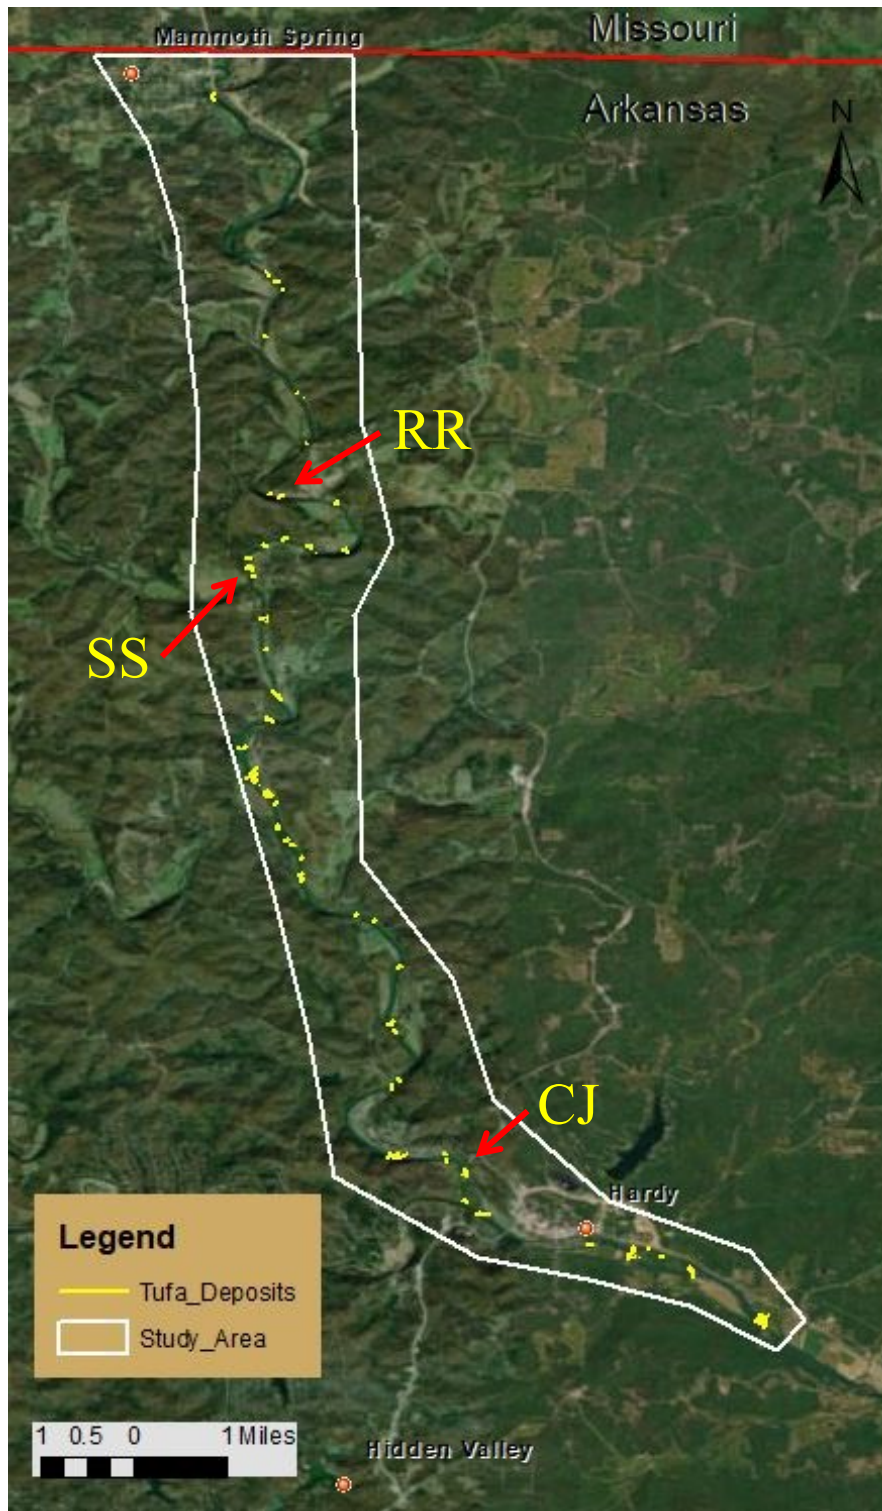 Mammoth Spring
Missouri
Arkansas
N
RR
SS
CJ
Hardy
Legend
Tufa_Deposits
Study_Area
1 0.5 0 1 Miles
Hidden Valley